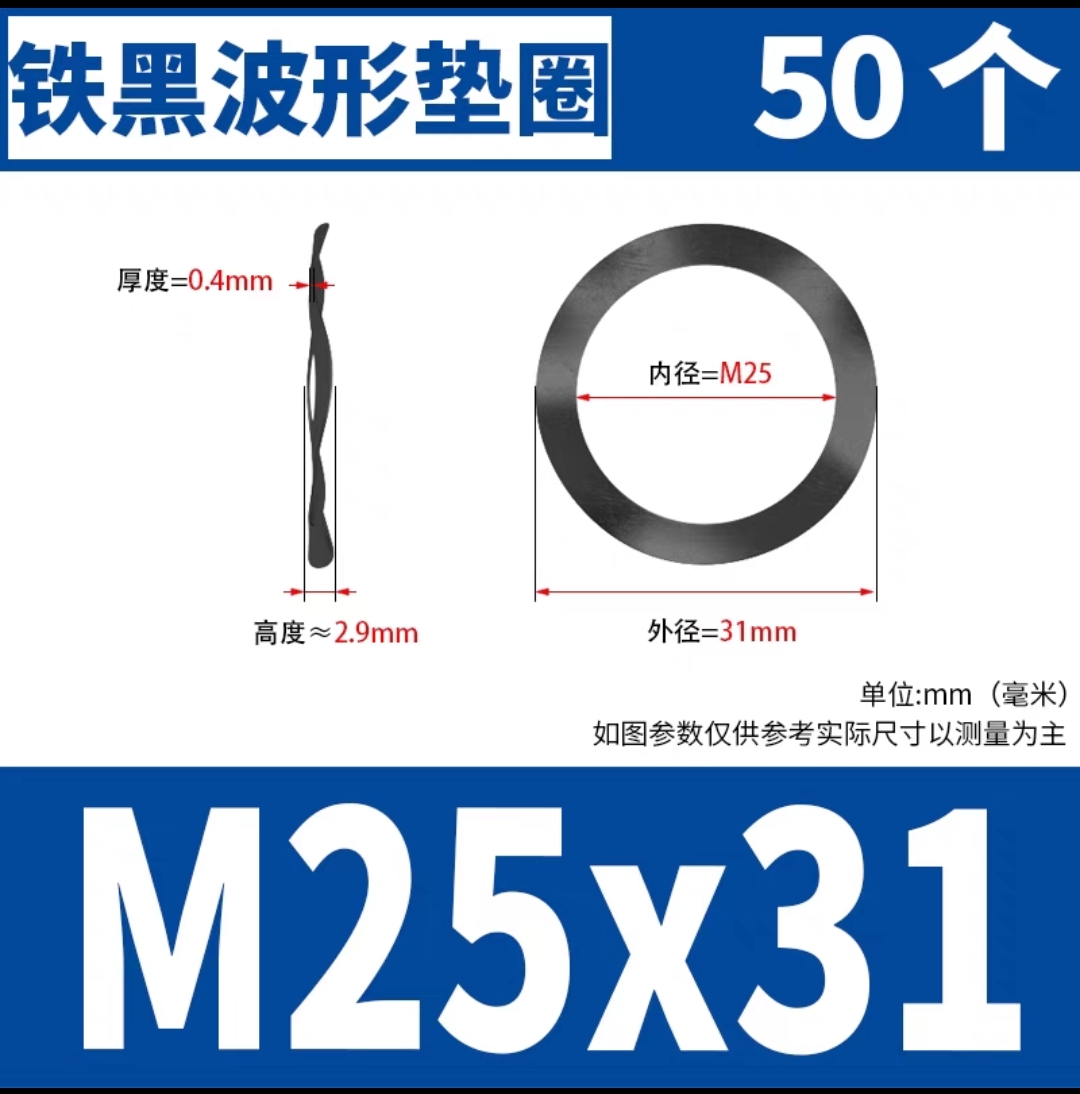 铁黑波形垫圈 50个
厚度=0.4mm
内径=M25
高度≈2.9mm
外径=31mm
单位:mm（毫米）
如图参数仅供参考实际尺寸以测量为主
M25x31